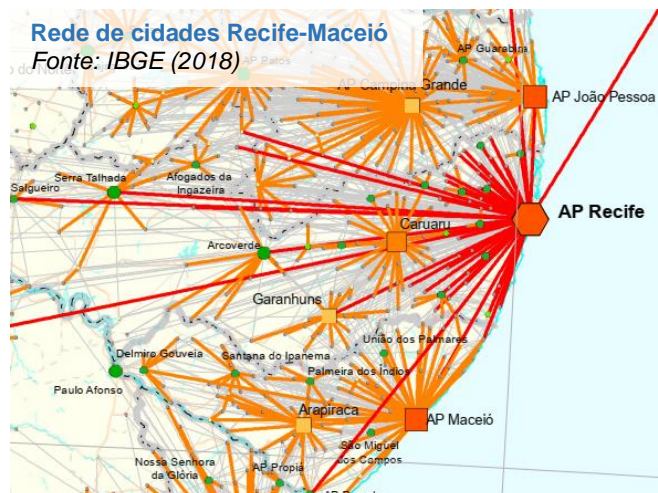 Rede de cidades Recife-Maceió
Fonte: IBGE (2018)
AP Guarabira
AP Patos
AP Campina Grande
AP João Pessoa
Serra Talhada
Afogados da
Ingazeira
Salgueiro
AP Recife
Caruaru
Arcoverde
Garanhuns
União dos Palmares
Delmiro Gouveia
Santana do Ipanema
Palmeira dos Índios
Paulo Afonso
Arapiraca
AP Maceió
São Miguel
dos Campos
Nossa Senhora
da Glória
AP Propiá